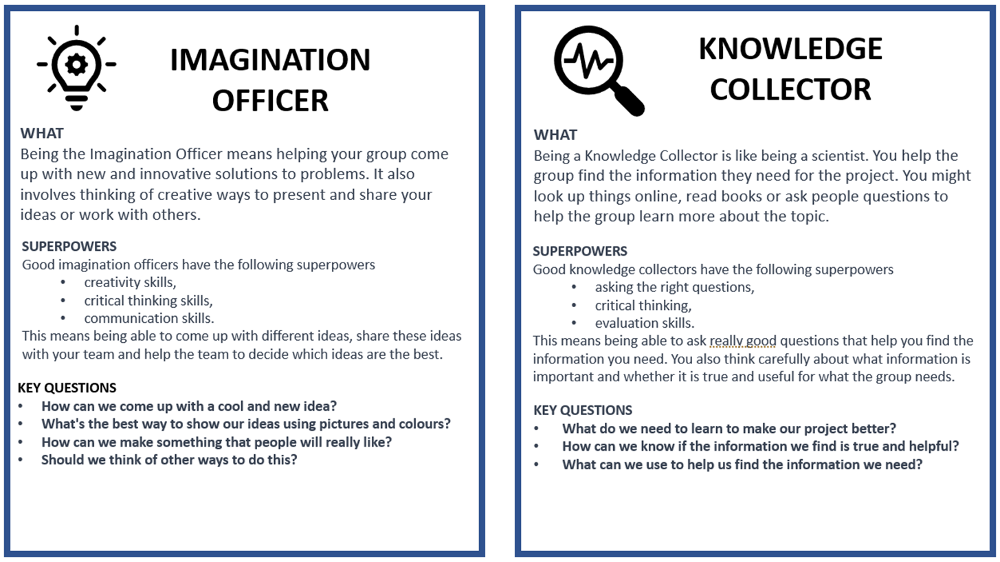 IMAGINATION
OFFICER
WHAT
Being the Imagination Officer means helping your group come
up with new and innovative solutions to problems. It also
involves thinking of creative ways to present and share your
ideas or work with others.
SUPERPOWERS
Good imagination officers have the following superpowers
• creativity skills,
• critical thinking skills,
• communication skills.
This means being able to come up with different ideas, share these ideas
with your team and help the team to decide which ideas are the best.
KEY QUESTIONS
• How can we come up with a cool and new idea?
• What's the best way to show our ideas using pictures and colours?
• How can we make something that people will really like?
• Should we think of other ways to do this?
KNOWLEDGE
COLLECTOR
WHAT
Being a Knowledge Collector is like being a scientist. You help the
group find the information they need for the project. You might
look up things online, read books or ask people questions to
help the group learn more about the topic.
SUPERPOWERS
Good knowledge collectors have the following superpowers
• asking the right questions,
• critical thinking,
• evaluation skills.
This means being able to ask really good questions that help you find the
information you need. You also think carefully about what information is
important and whether it is true and useful for what the group needs.
KEY QUESTIONS
• What do we need to learn to make our project better?
• How can we know if the information we find is true and helpful?
• What can we use to help us find the information we need?